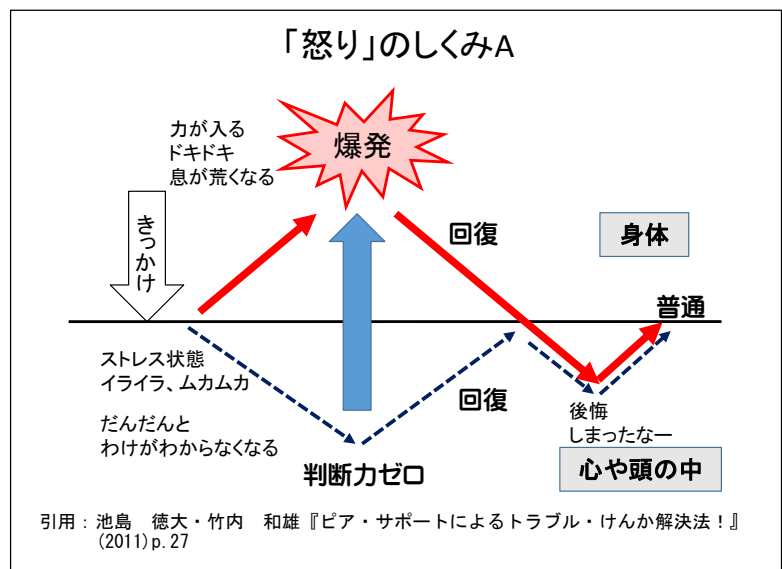 「怒り」のしくみA
力が入る
ドキドキ
息が荒くなる
爆発
きっかけ
回復
身体
普通
ストレス状態
イライラ、ムカムカ
だんだんと
わけがわからなくなる
回復
判断力ゼロ
後悔
しまったなー
心や頭の中
引用：池島　徳大・竹内　和雄『ピア・サポートによるトラブル・けんか解決法！』
(2011)p.27